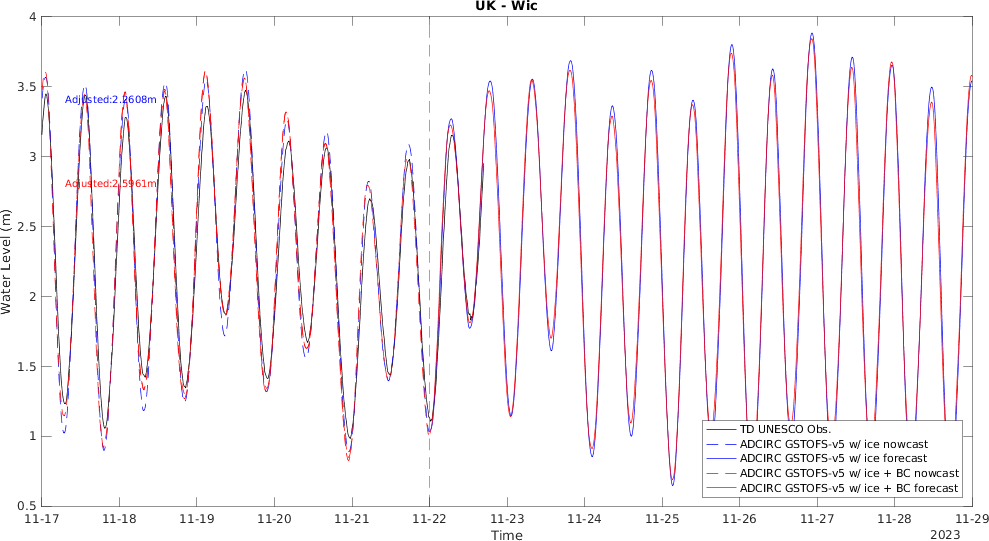 UK - Wic
4
3.5
3
2.5
2
1.5
1
0.5
Water Level (m)
Adjusted:2.2608m
Adjusted:2.5961m
TD UNESCO Obs.
ADCIRC GSTOFS-v5 w/ ice nowcast
ADCIRC GSTOFS-v5 w/ ice forecast
ADCIRC GSTOFS-v5 w/ ice + BC nowcast
ADCIRC GSTOFS-v5 w/ ice + BC forecast
11-17 11-18 11-19 11-20 11-21 11-22 11-23 11-24 11-25 11-26 11-27 11-28 11-29
Time
2023